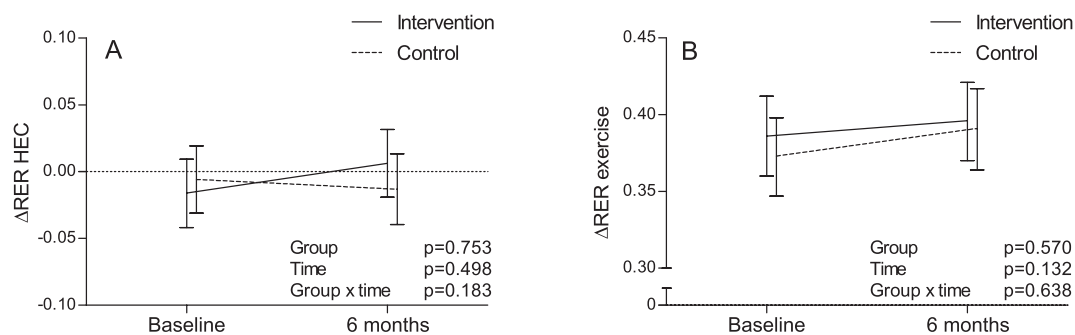 Intervention
Control
A
0.10
0.05
0.00
-0.05
-0.10
ΔRER HEC
Group p=0.753
Time p=0.498
Group x time p=0.183
Baseline 6 months
Intervention
Control
B
0.45
0.40
0.35
0.30
0
ΔRER exercise
Group p=0.570
Time p=0.132
Group x time p=0.638
Baseline 6 months